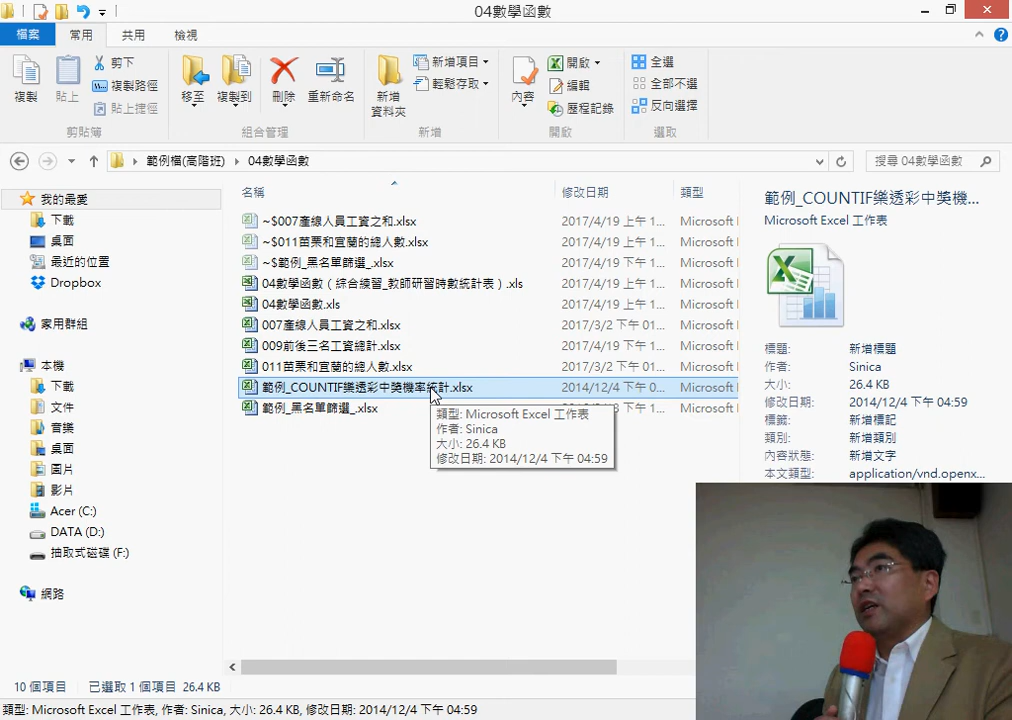 04數學函數
檔案 常用 共用 檢視
複製
貼上
剪下
複製路徑
貼上捷徑
剪貼簿
移至
複製到
刪除
重新命名
組合管理
新增
資料夾
新增項目
輕鬆存取
新增
內容
開啟
編輯
歷程記錄
開啟
全選
全部不選
反向選擇
選取
範例檔(高階班) 04數學函數
搜尋 04數學函數
我的最愛
下載
桌面
最近的位置
Dropbox
家用群組
本機
下載
文件
音樂
桌面
圖片
影片
Acer (C:)
DATA (D:)
抽取式磁碟 (F:)
網路
名稱 修改日期 類型
~$007產線人員工資之和.xlsx 2017/4/19 上午 1... Microsoft
~$011苗栗和宜蘭的總人數.xlsx 2017/4/19 上午 1... Microsoft
~$範例_黑名單篩選_.xlsx 2017/4/19 上午 1... Microsoft
04數學函數（綜合練習_教師研習時數統計表）.xls 2017/4/19 上午 1... Microsoft
04數學函數.xls 2017/4/19 上午 1... Microsoft
007產線人員工資之和.xlsx 2017/3/2 下午 01... Microsoft
009前後三名工資總計.xlsx 2017/4/19 上午 1... Microsoft
011苗栗和宜蘭的總人數.xlsx 2017/3/2 下午 01... Microsoft
範例_COUNTIF樂透彩中獎機率統計.xlsx 2014/12/4 下午 0... Microsoft
範例_黑名單篩選_.xlsx
類型: Microsoft Excel 工作表
作者: Sinica
大小: 26.4 KB
修改日期: 2014/12/4 下午 04:59
範例_COUNTIF樂透彩中獎機...
Microsoft Excel 工作表
標題: 新增標題
作者: Sinica
大小: 26.4 KB
修改日期: 2014/12/4 下午 04:59
標籤: 新增標記
類別: 新增類別
內容狀態: 新增文字
本文類型: application/vnd.openx...
10 個項目 已選取 1 個項目 26.4 KB
類型: Microsoft Excel 工作表, 作者: Sinica, 大小: 26.4 KB, 修改日期: 2014/12/4 下午 04:59